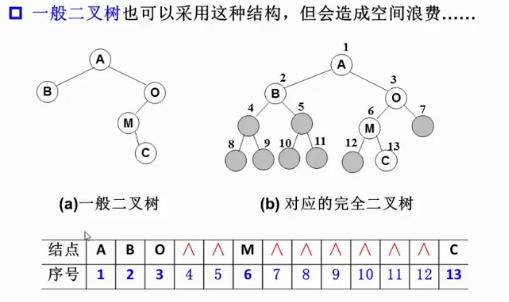 一般二叉树也可以采用这种结构，但会造成空间浪费……
A
B
O
M
C
1
A
2
B
3
O
4
5
6
M
7
8
9
10
11
12
13
C
(a)一般二叉树
(b) 对应的完全二叉树
结点 A B O ∧ ∧ M ∧ ∧ ∧ ∧ ∧ ∧ C
序号 1 2 3 4 5 6 7 8 9 10 11 12 13